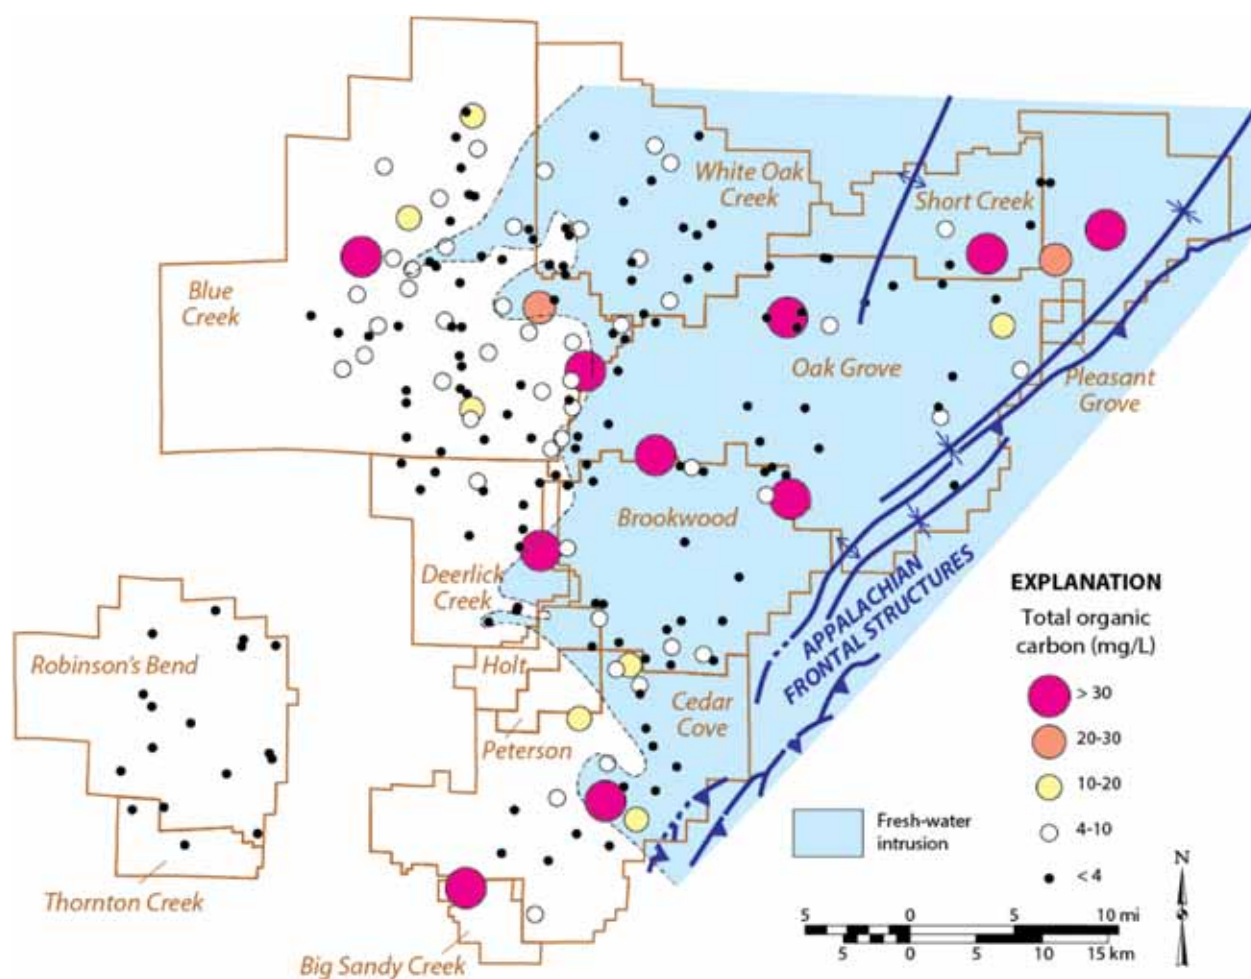 White Oak
Creek
Short Creek
Blue
Creek
Oak Grove
Pleasant
Grove
Brookwood
Deerlick
Creek
APPALACHIAN
FRONTAL STRUCTURES
Robinson's Bend
Holt
Cedar
Cove
Peterson
Thornton Creek
Big Sandy Creek
EXPLANATION
Total organic
carbon (mg/L)
> 30
20-30
10-20
4-10
< 4
Fresh-water
intrusion
N
5 0 5 10 mi
5 0 5 10 15 km